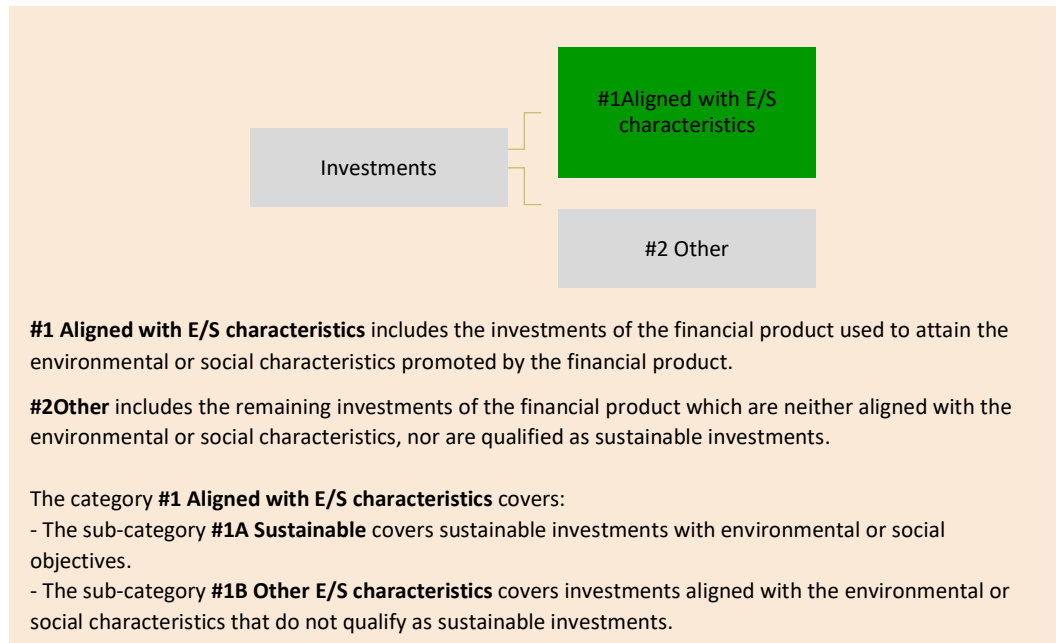 #1Aligned with E/S
characteristics
Investments
#2 Other
#1 Aligned with E/S characteristics includes the investments of the financial product used to attain the
environmental or social characteristics promoted by the financial product.
#2Other includes the remaining investments of the financial product which are neither aligned with the
environmental or social characteristics, nor are qualified as sustainable investments.
The category #1 Aligned with E/S characteristics covers:
- The sub-category #1A Sustainable covers sustainable investments with environmental or social
objectives.
- The sub-category #1B Other E/S characteristics covers investments aligned with the environmental or
social characteristics that do not qualify as sustainable investments.